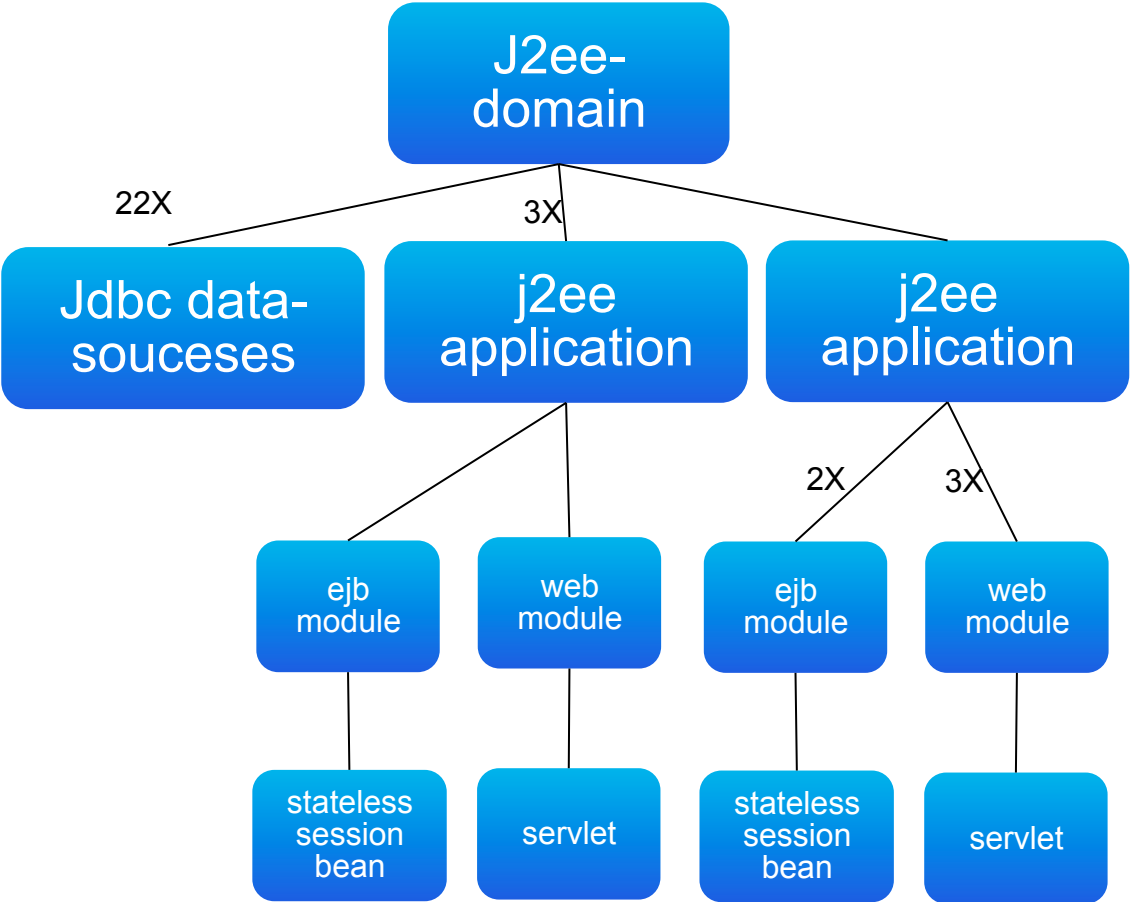 J2ee-
domain
22X
3X
Jdbc data-
souceses
j2ee
application
j2ee
application
2X
3X
ejb
module
web
module
ejb
module
web
module
stateless
session
bean
servlet
stateless
session
bean
servlet